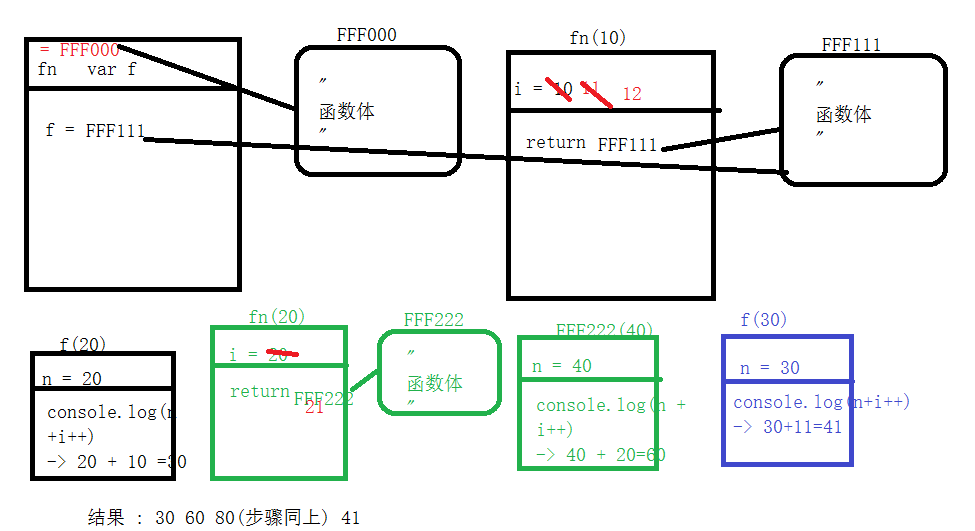 = FFF000
fn var f
f = FFF111
FFF000
"
函数体
"
fn(10)
i = 10 11 12
return FFF111
FFF111
"
函数体
"
f(20)
n = 20
console.log(n
+i++)
-> 20 + 10 =30
fn(20)
i = 20
return FFF222
21
FFF222
"
函数体
"
FFF222(40)
n = 40
console.log(n +
i++)
-> 40 + 20=60
f(30)
n = 30
console.log(n+i++)
-> 30+11=41
结果 : 30 60 80(步骤同上) 41